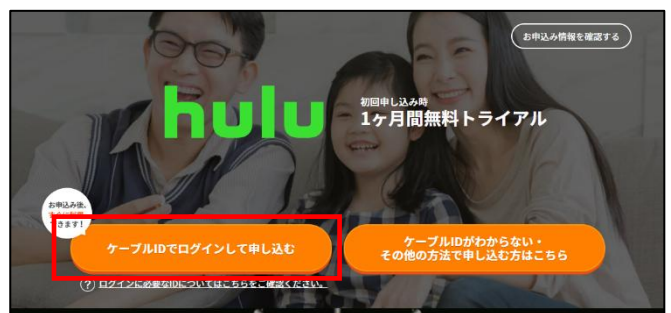 お申込み情報を確認する
hulu
初回申し込み時
1ヶ月間無料トライアル
お申込み後、
きます!
ケーブルIDでログインして申し込む
ケーブルIDがわからない・
その他の方法で申し込む方はこちら
? ログインに必要なIDについてはこちらをご確認ください。